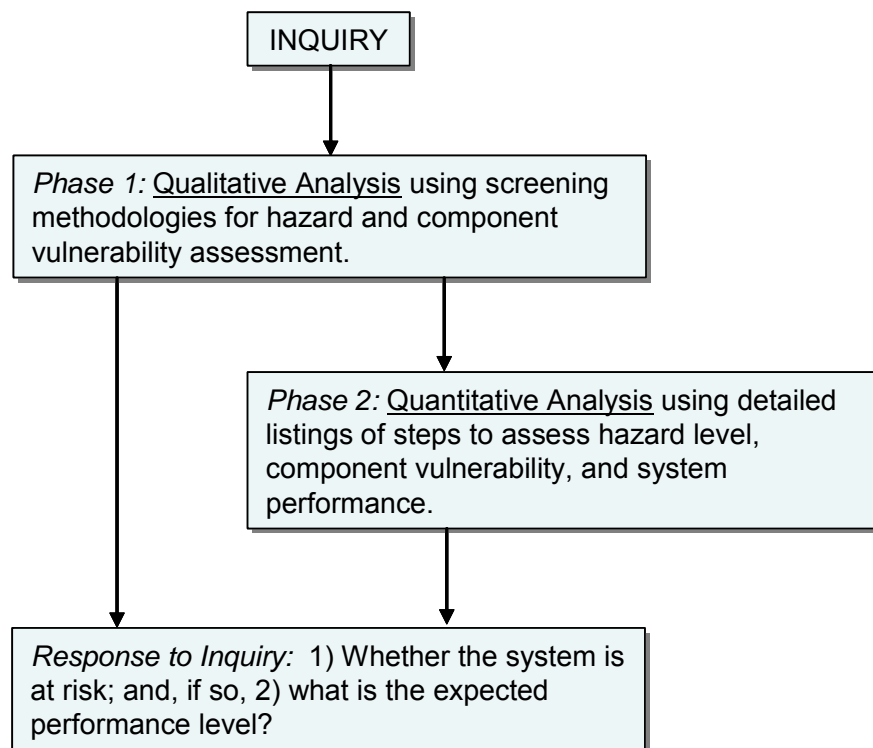 INQUIRY
Phase 1: Qualitative Analysis using screening
methodologies for hazard and component
vulnerability assessment.
Phase 2: Quantitative Analysis using detailed
listings of steps to assess hazard level,
component vulnerability, and system
performance.
Response to Inquiry: 1) Whether the system is
at risk; and, if so, 2) what is the expected
performance level?